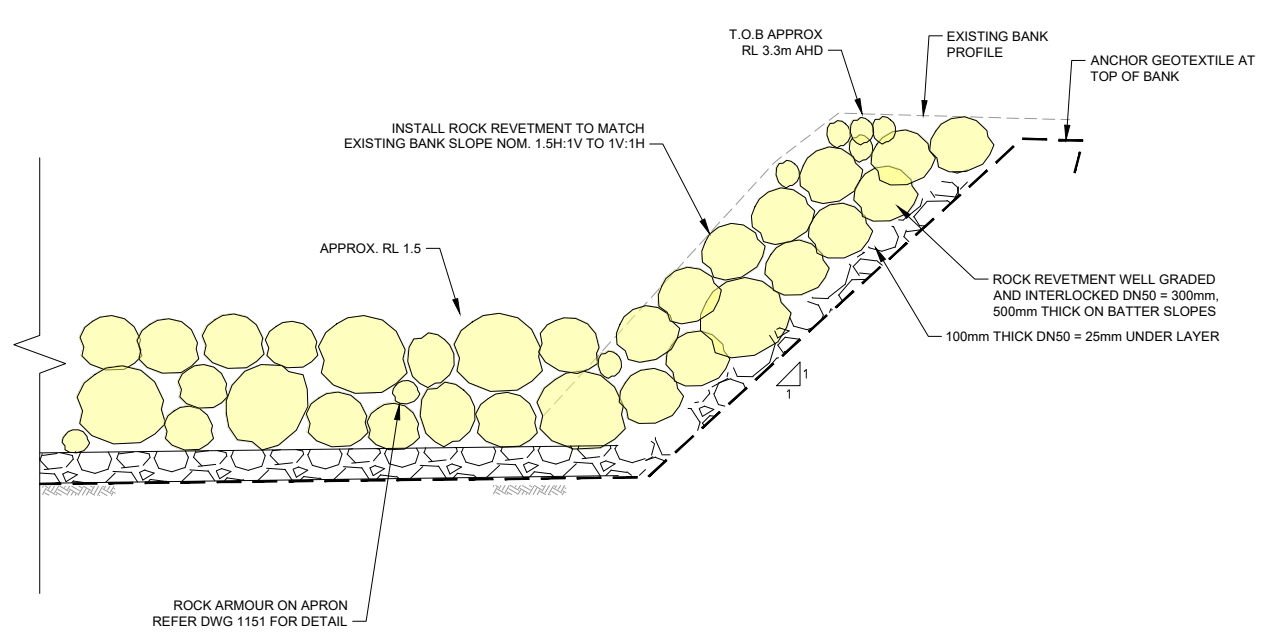 T.O.B APPROX
RL 3.3m AHD
EXISTING BANK
PROFILE
ANCHOR GEOTEXTILE AT
TOP OF BANK
INSTALL ROCK REVETMENT TO MATCH
EXISTING BANK SLOPE NOM. 1.5H:1V TO 1V:1H
APPROX. RL 1.5
ROCK REVETMENT WELL GRADED
AND INTERLOCKED DN50 = 300mm,
500mm THICK ON BATTER SLOPES
100mm THICK DN50 = 25mm UNDER LAYER
1
1
ROCK ARMOUR ON APRON
REFER DWG 1151 FOR DETAIL